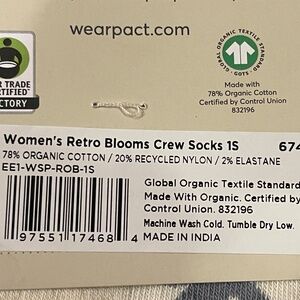 wearpact.com
GLOBAL ORGANIC TEXTILE STANDARD
· GOTS ·
TRADE
CERTIFIED
Made with
78% Organic Cotton
Certified by Control Union
832196
Women's Retro Blooms Crew Socks 1S 674
78% ORGANIC COTTON / 20% RECYCLED NYLON / 2% ELASTANE
EE1-WSP-ROB-1S
Global Organic Textile Standard
Made With Organic. Certified by
Control Union. 832196
Machine Wash Cold. Tumble Dry Low.
MADE IN INDIA
97551 17468 4